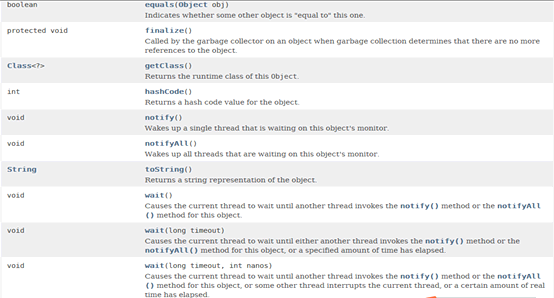 boolean equals(Object obj)
Indicates whether some other object is "equal to" this one.
protected void finalize()
Called by the garbage collector on an object when garbage collection determines that there are no more
references to the object.
Class<?> getClass()
Returns the runtime class of this Object.
int hashCode()
Returns a hash code value for the object.
void notify()
Wakes up a single thread that is waiting on this object's monitor.
void notifyAll()
Wakes up all threads that are waiting on this object's monitor.
String toString()
Returns a string representation of the object.
void wait()
Causes the current thread to wait until another thread invokes the notify() method or the notifyAll
() method for this object.
void wait(long timeout)
Causes the current thread to wait until either another thread invokes the notify() method or the
notifyAll() method for this object, or a specified amount of time has elapsed.
void wait(long timeout, int nanos)
Causes the current thread to wait until another thread invokes the notify() method or the notifyAll
() method for this object, or some other thread interrupts the current thread, or a certain amount of real
time has elapsed.